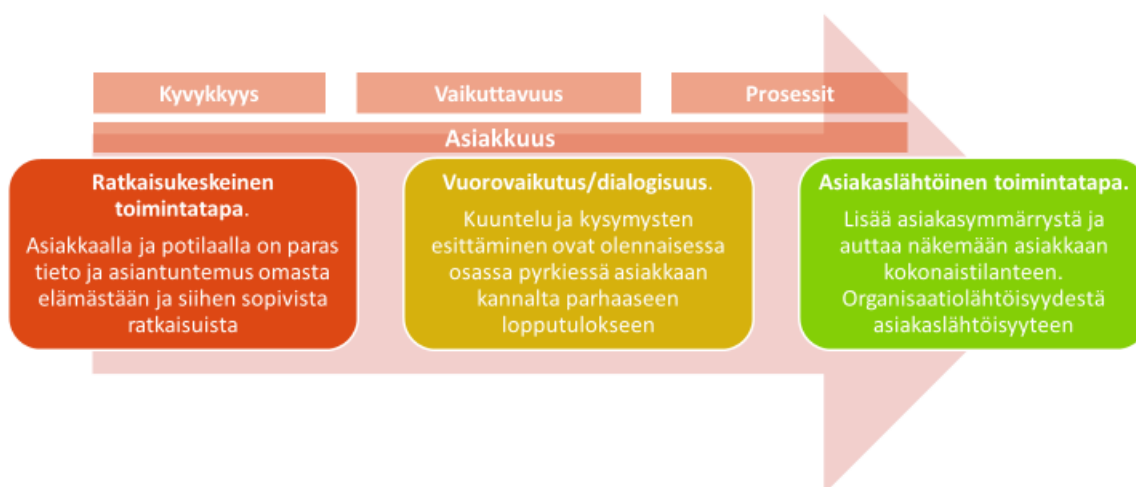 Kyvykkyys
Vaikuttavuus
Prosessit
Asiakkuus
Ratkaisukeskeinen
toimintatapa.
Asiakkaalla ja potilaalla on paras
tieto ja asiantuntemus omasta
elämästään ja siihen sopivista
ratkaisuista
Vuorovaikutus/dialogisuus.
Kuuntelu ja kysymysten
esittäminen ovat olennaisessa
osassa pyrkiessä asiakkaan
kannalta parhaaseen
lopputulokseen
Asiakaslähtöinen toimintatapa.
Lisää asiakasymmärrystä ja
auttaa näkemään asiakkaan
kokonaistilanteen.
Organisaatiolähtöisyydestä
asiakaslähtöisyyteen